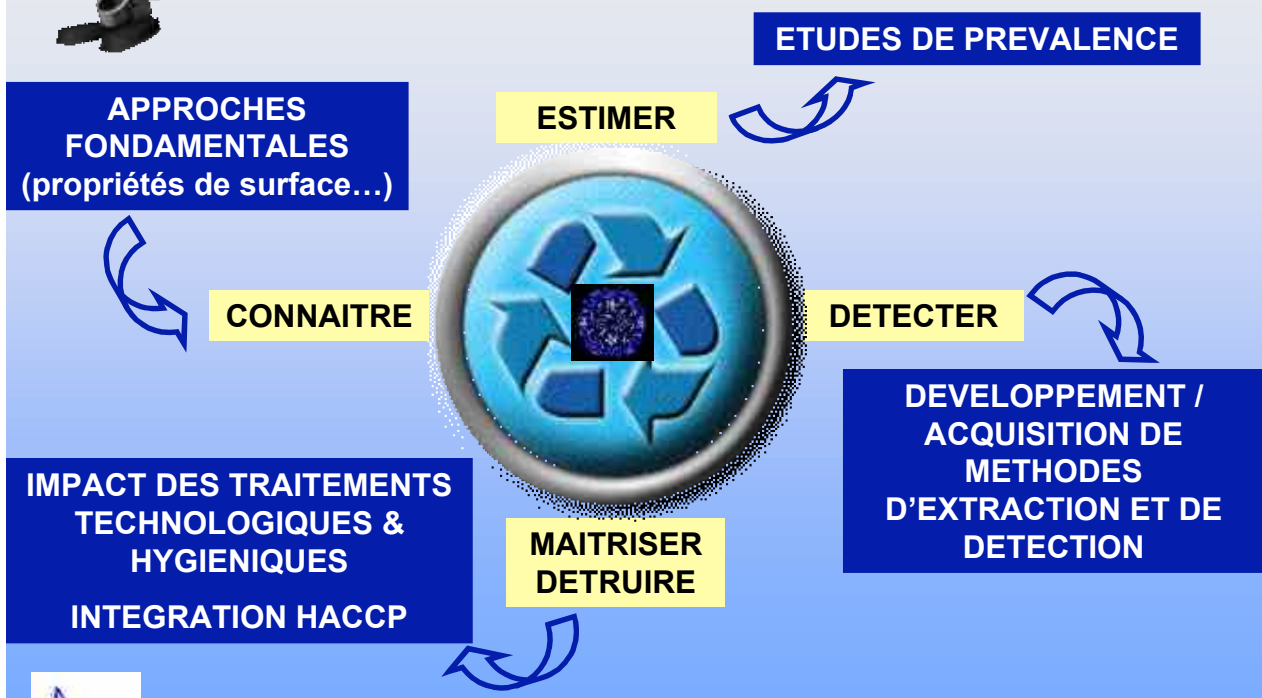 ETUDES DE PREVALENCE
APPROCHES
FONDAMENTALES
(propriétés de surface…)
ESTIMER
CONNAITRE
DETECTER
DEVELOPPEMENT /
ACQUISITION DE
METHODES
D’EXTRACTION ET DE
DETECTION
IMPACT DES TRAITEMENTS
TECHNOLOGIQUES &
HYGIENIQUES
INTEGRATION HACCP
MAITRISER
DETRUIRE